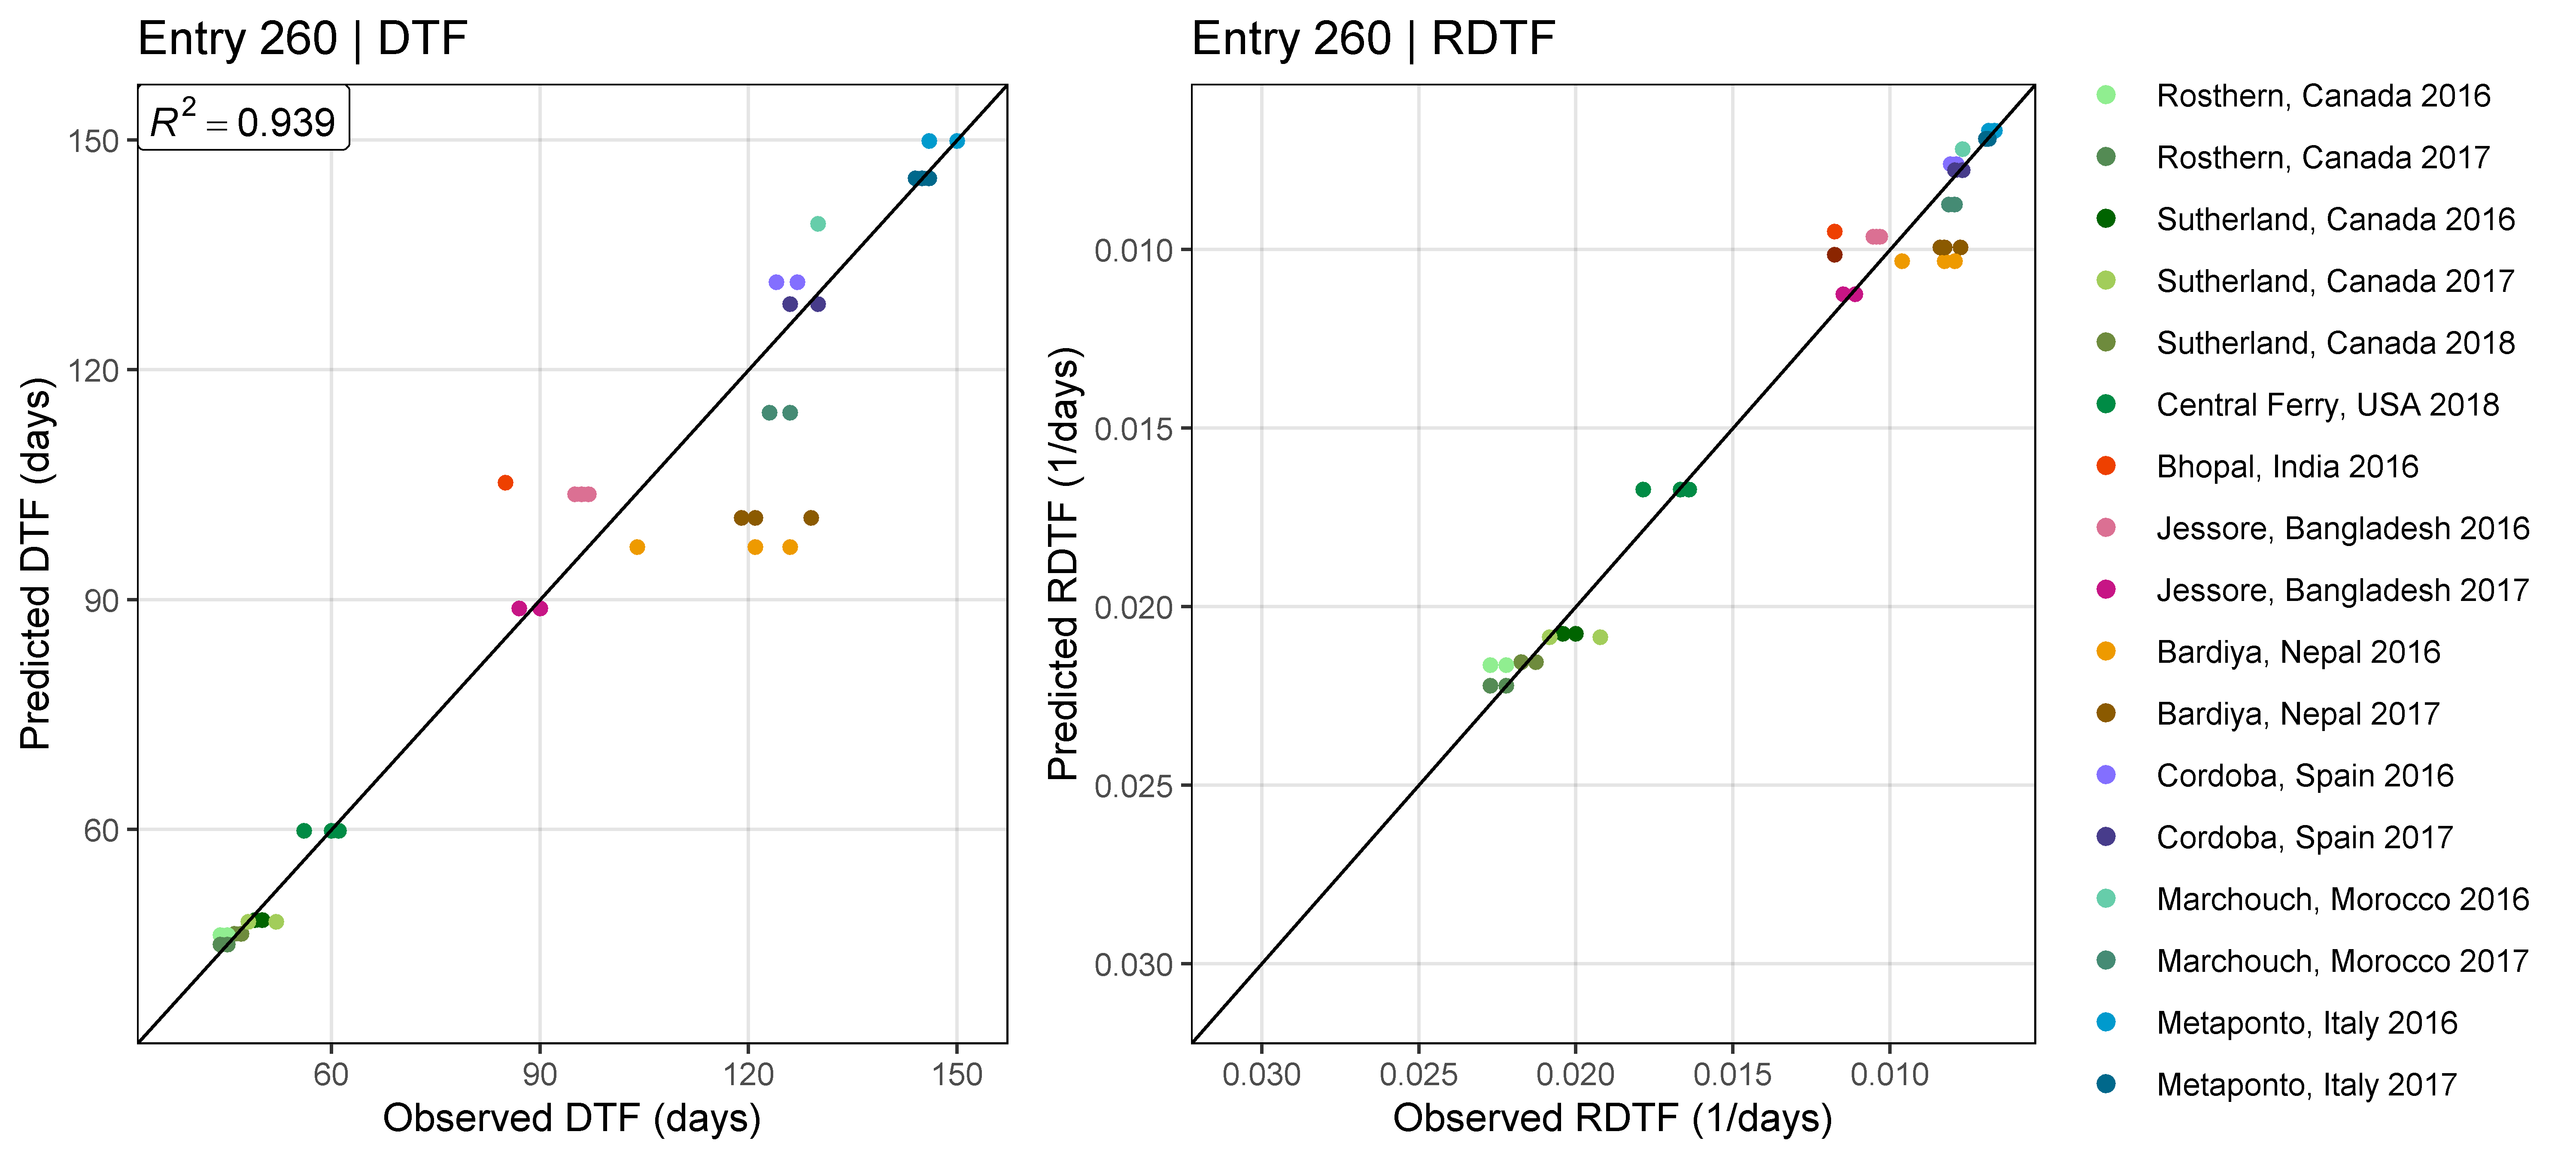 Entry 260 | DTF
R² = 0.939
Predicted DTF (days)
150
120
90
60
60 90 120 150
Observed DTF (days)
Entry 260 | RDTF
Predicted RDTF (1/days)
0.010
0.015
0.020
0.025
0.030
0.030 0.025 0.020 0.015 0.010
Observed RDTF (1/days)
Rosthern, Canada 2016
Rosthern, Canada 2017
Sutherland, Canada 2016
Sutherland, Canada 2017
Sutherland, Canada 2018
Central Ferry, USA 2018
Bhopal, India 2016
Jessore, Bangladesh 2016
Jessore, Bangladesh 2017
Bardiya, Nepal 2016
Bardiya, Nepal 2017
Cordoba, Spain 2016
Cordoba, Spain 2017
Marchouch, Morocco 2016
Marchouch, Morocco 2017
Metaponto, Italy 2016
Metaponto, Italy 2017